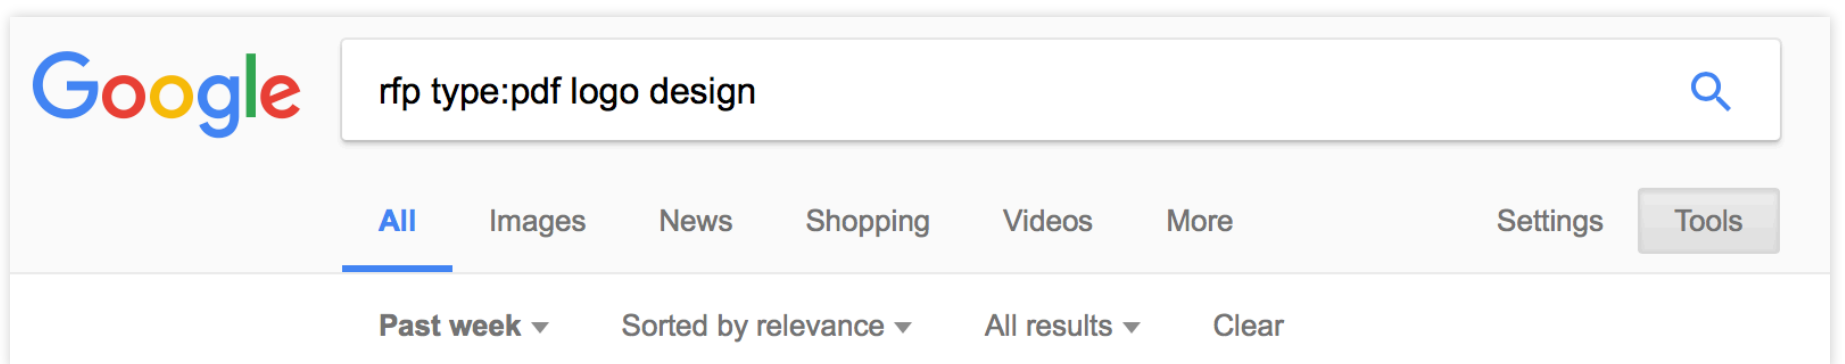 Google
rfp type:pdf logo design
All Images News Shopping Videos More Settings Tools
Past week Sorted by relevance All results Clear